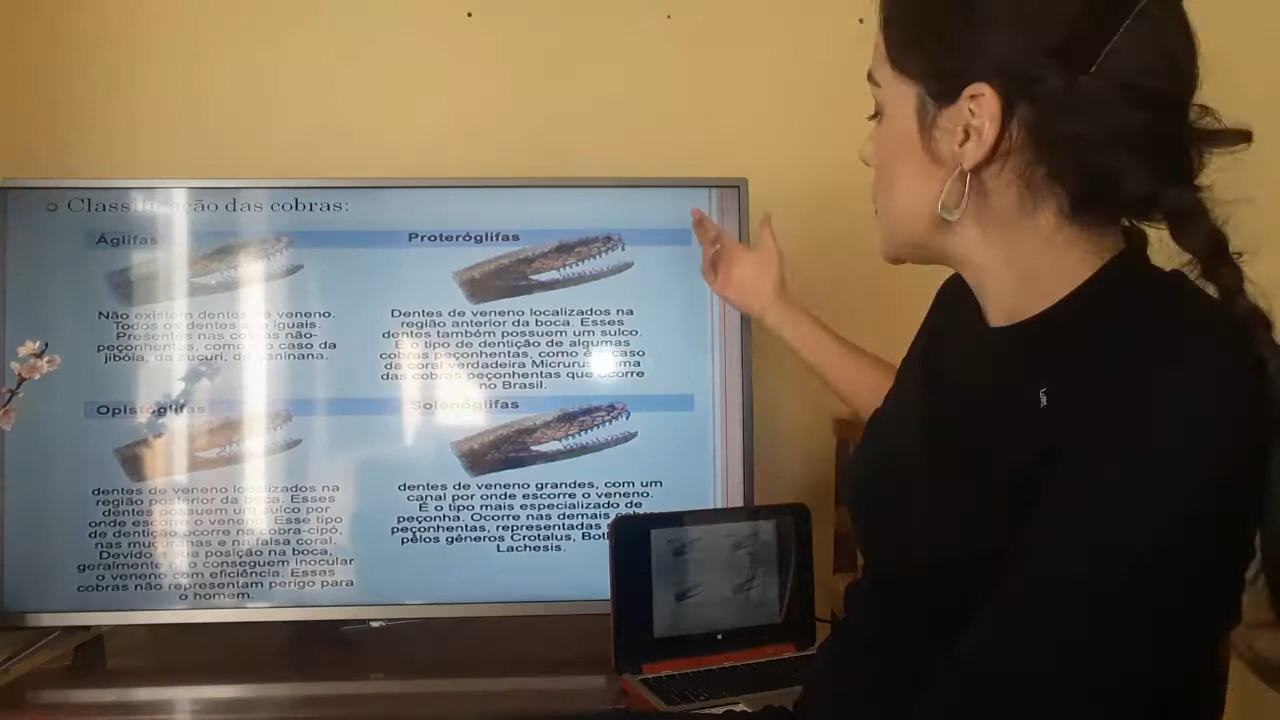 Classificação das cobras:
Áglifas
Não existem dentes de veneno.
Todos os dentes são iguais.
Presentes nas cobras não
peçonhentas, como o caso da
jibóia, da sucuri, da caninana.
Proteróglifas
Dentes de veneno localizados na
região anterior da boca. Esses
dentes também possuem um sulco.
É o tipo de dentição de algumas
cobras peçonhentas, como é o caso
da coral verdadeira Micrurus, uma
das cobras peçonhentas que ocorre
no Brasil.
Opistóglifas
dentes de veneno localizados na
região posterior da boca. Esses
dentes possuem um sulco por
onde escorre o veneno. Esse tipo
de dentição ocorre na cobra-cipó,
nas muçuranas e na falsa coral.
Devido a sua posição na boca,
geralmente não conseguem inocular
o veneno com eficiência. Essas
cobras não representam perigo para
o homem.
Solenóglifas
dentes de veneno grandes, com um
canal por onde escorre o veneno.
É o tipo mais especializado de
peçonha. Ocorre nas demais
peçonhentas, representadas
pelos gêneros Crotalus,
Lachesis.